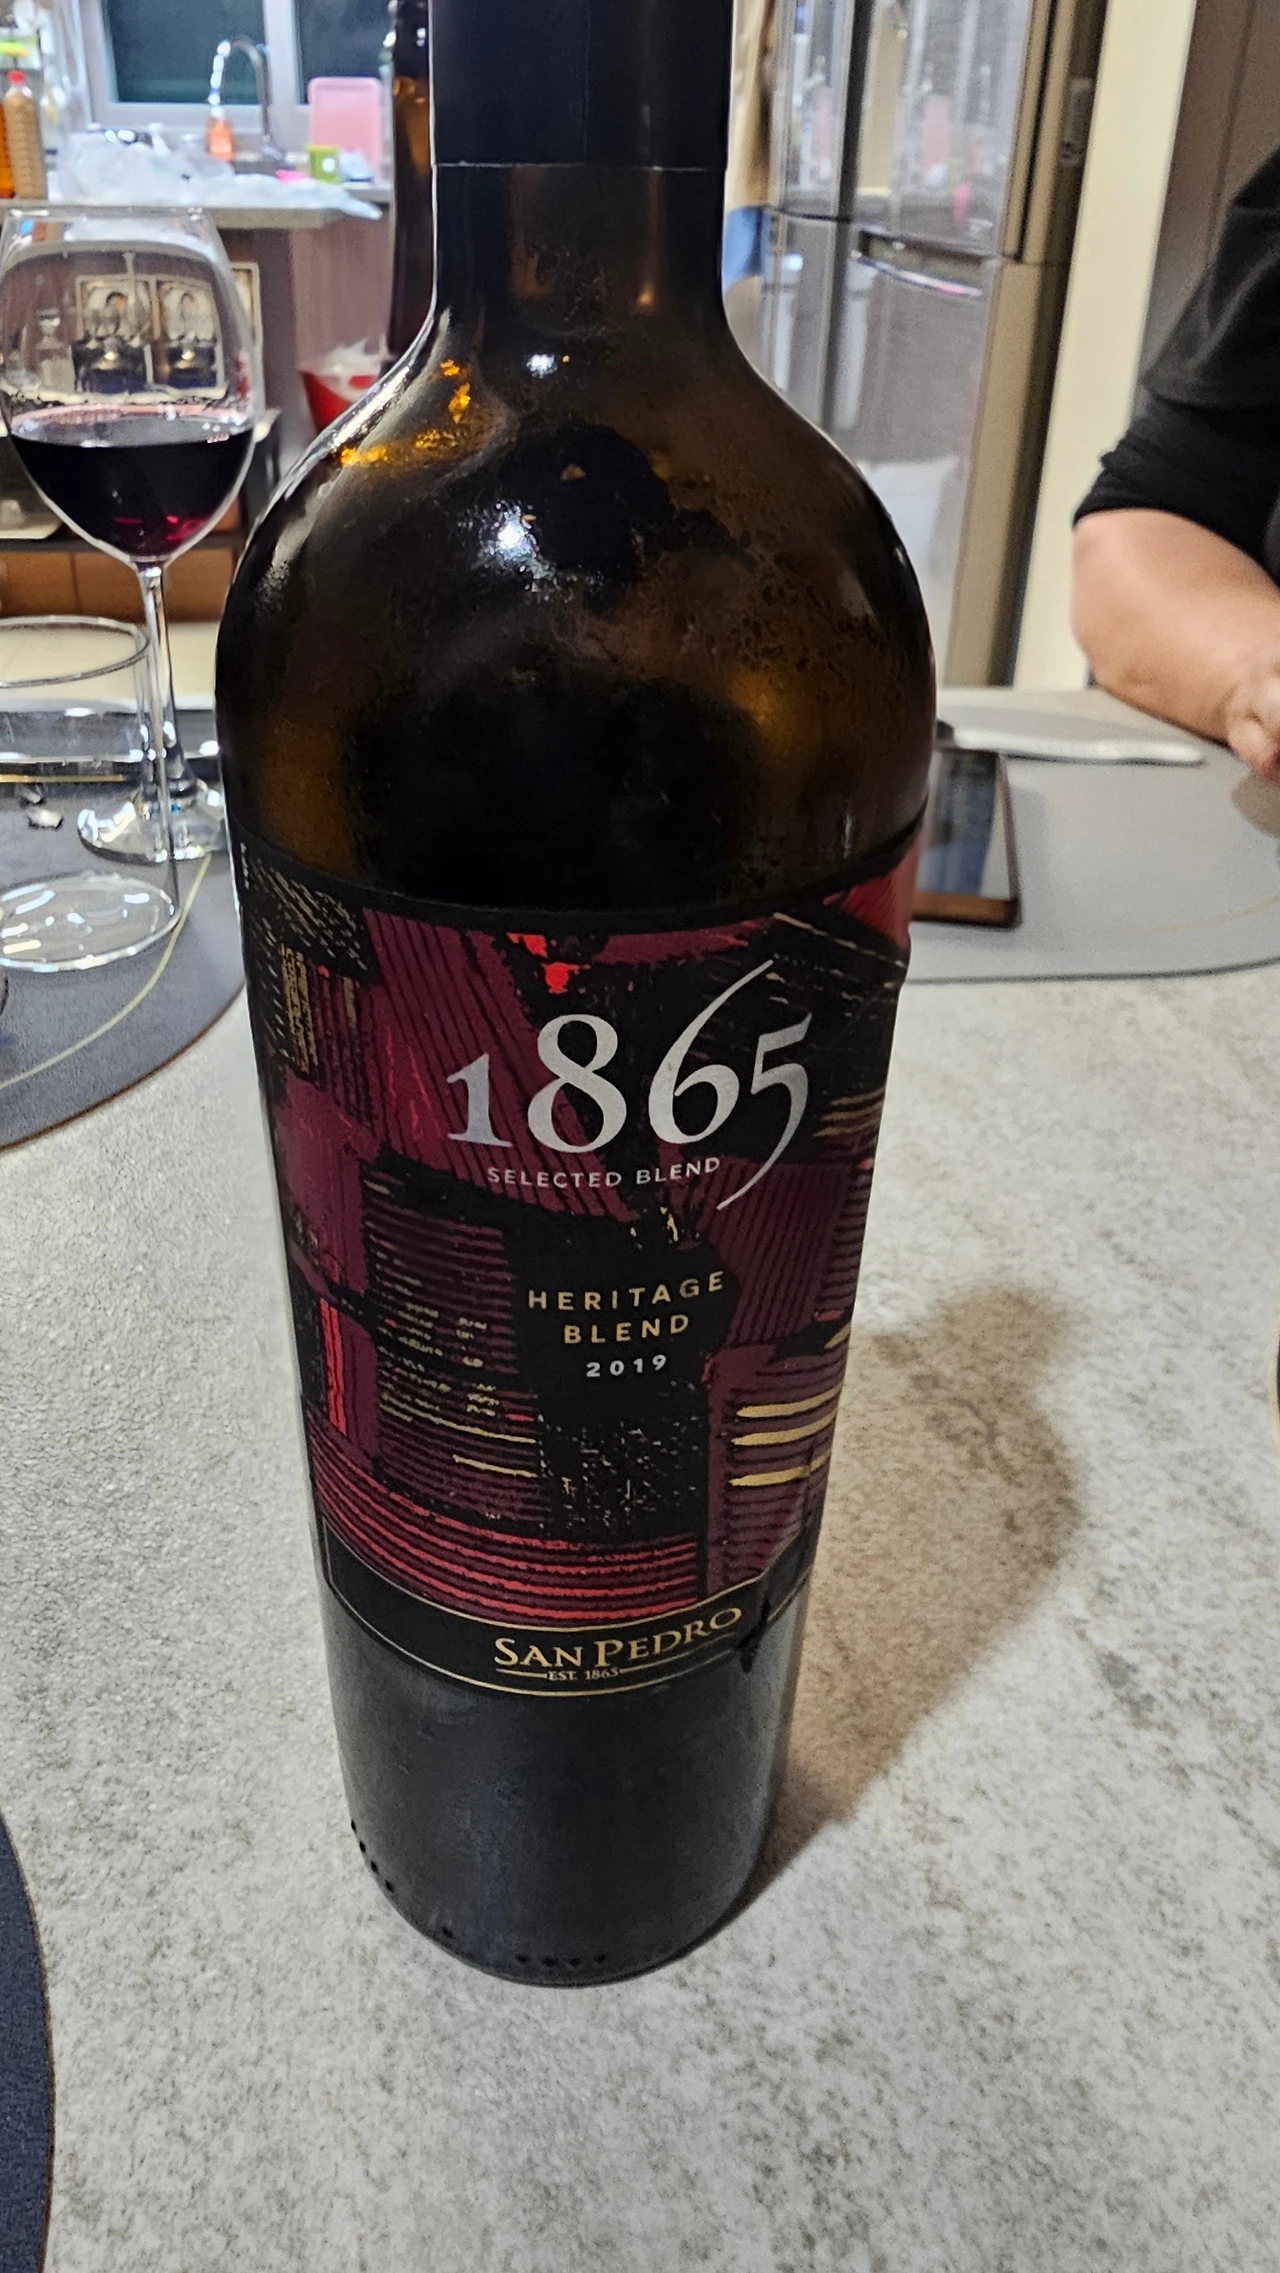 1865
SELECTED BLEND
HERITAGE
BLEND
2019
SAN PEDRO
EST. 1865